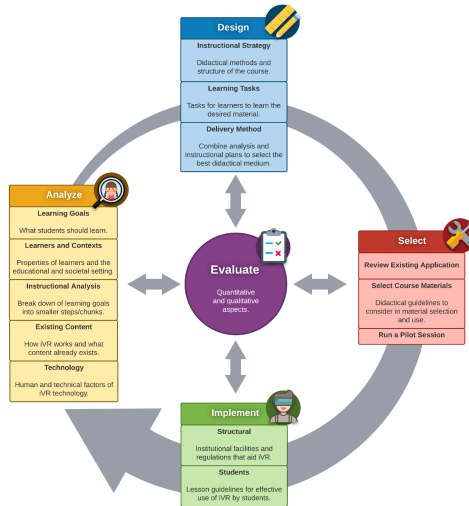 Design
Instructional Strategy
Didactical methods and
structure of the course.
Learning Tasks
Tasks for learners to learn the
desired material.
Delivery Method
Combine analysis and
instructional plans to select the
best didactical medium.
Analyze
Learning Goals
What students should learn.
Learners and Contexts
Properties of learners and the
educational and societal setting.
Instructional Analysis
Break down of learning goals
into smaller steps/chunks.
Existing Content
How iVR works and what
content already exists.
Technology
Human and technical factors of
iVR technology.
Evaluate
Quantitative
and qualitative
aspects.
Select
Review Existing Application
Select Course Materials
Didactical guidelines to
consider in material selection
and use.
Run a Pilot Session
Implement
Structural
Institutional facilities and
regulations that aid iVR.
Students
Lesson guidelines for effective
use of iVR by students.